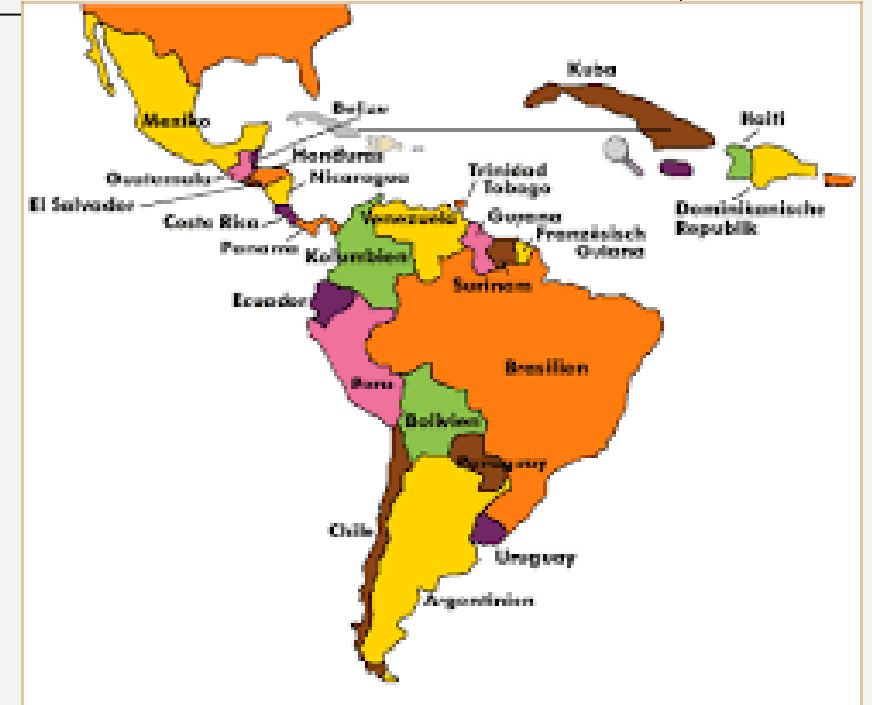 Kuba
Belize
Mexiko
Haiti
Honduras
Guatemala
Nicaragua
Trinidad
Tobago
El Salvador
Costa Rica
Venezuela
Guyana
Dominikanische
Republik
Panama
Kolumbien
Französisch
Guiana
Surinam
Ecuador
Brasilien
Peru
Bolivien
Paraguay
Chile
Uruguay
Argentinien